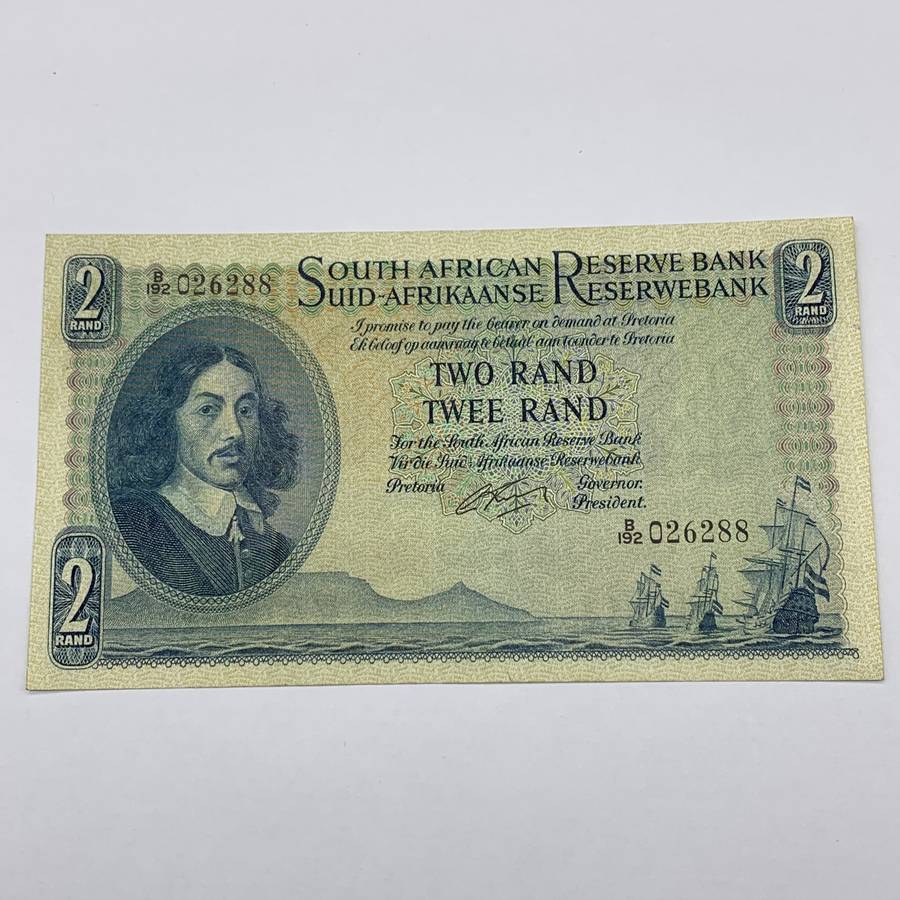 2
RAND
B/192 026288
SOUTH AFRICAN RESERVE BANK
SUID-AFRIKAANSE RESERWEBANK
2
RAND
I promise to pay the bearer on demand at Pretoria
Ek beloof op aanvraag te betaal aan toonder te Pretoria
TWO RAND
TWEE RAND
For the South African Reserve Bank
Vir die Suid-Afrikaanse Reserwebank
Pretoria
Governor.
President.
B/192 026288
2
RAND